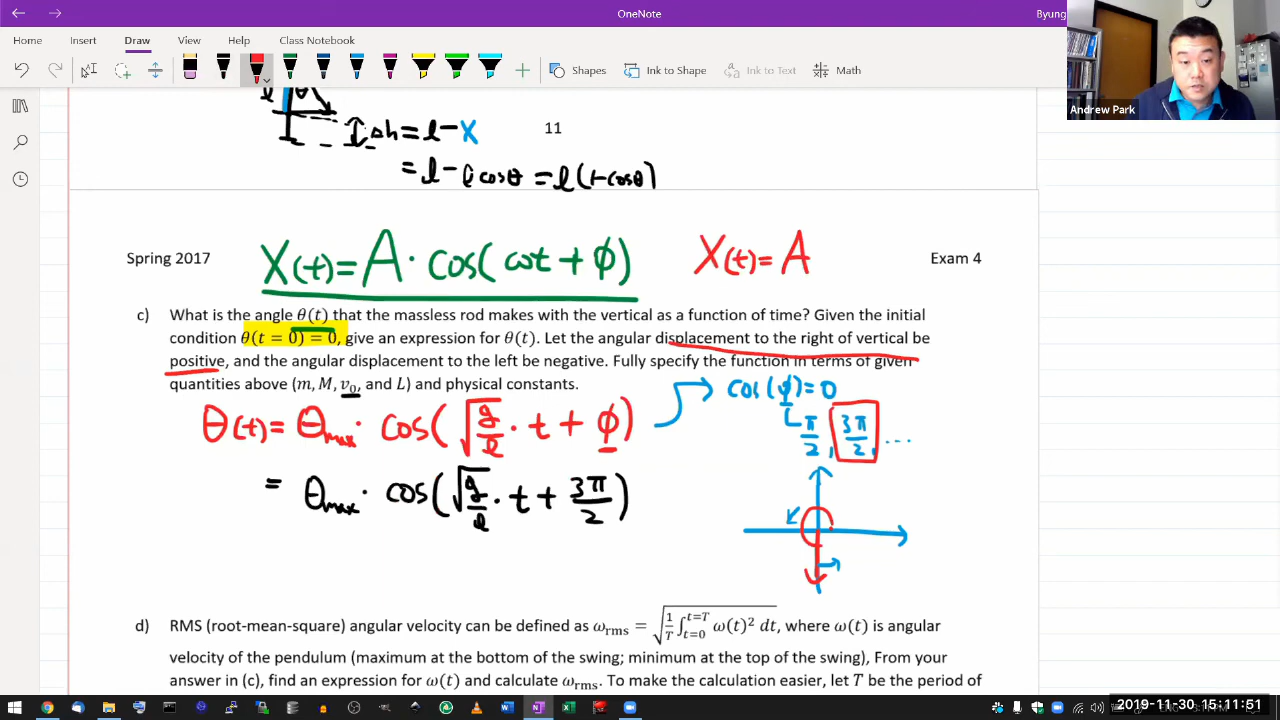 OneNote
Byung
Home Insert Draw View Help Class Notebook
Shapes Ink to Shape Ink to Text Math
Andrew Park
l θ
Δh = l - X
11
= l - l cosθ = l(1-cosθ)
Spring 2017
X(t) = A · cos(ωt + ϕ)
X(t) = A
Exam 4
c) What is the angle θ(t) that the massless rod makes with the vertical as a function of time? Given the initial
condition θ(t = 0) = 0, give an expression for θ(t). Let the angular displacement to the right of vertical be
positive, and the angular displacement to the left be negative. Fully specify the function in terms of given
quantities above (m, M, v₀, and L) and physical constants.
cos(ϕ) = 0
θ(t) = θmax · cos(√(g/l) · t + ϕ)
π/2, 3π/2, ...
= θmax · cos(√(g/l) · t + 3π/2)
d) RMS (root-mean-square) angular velocity can be defined as ωrms = √(1/T ∫_{t=0}^{t=T} ω(t)² dt), where ω(t) is angular
velocity of the pendulum (maximum at the bottom of the swing; minimum at the top of the swing), From your
answer in (c), find an expression for ω(t) and calculate ωrms. To make the calculation easier, let T be the period of
2019-11-30 15:11:51